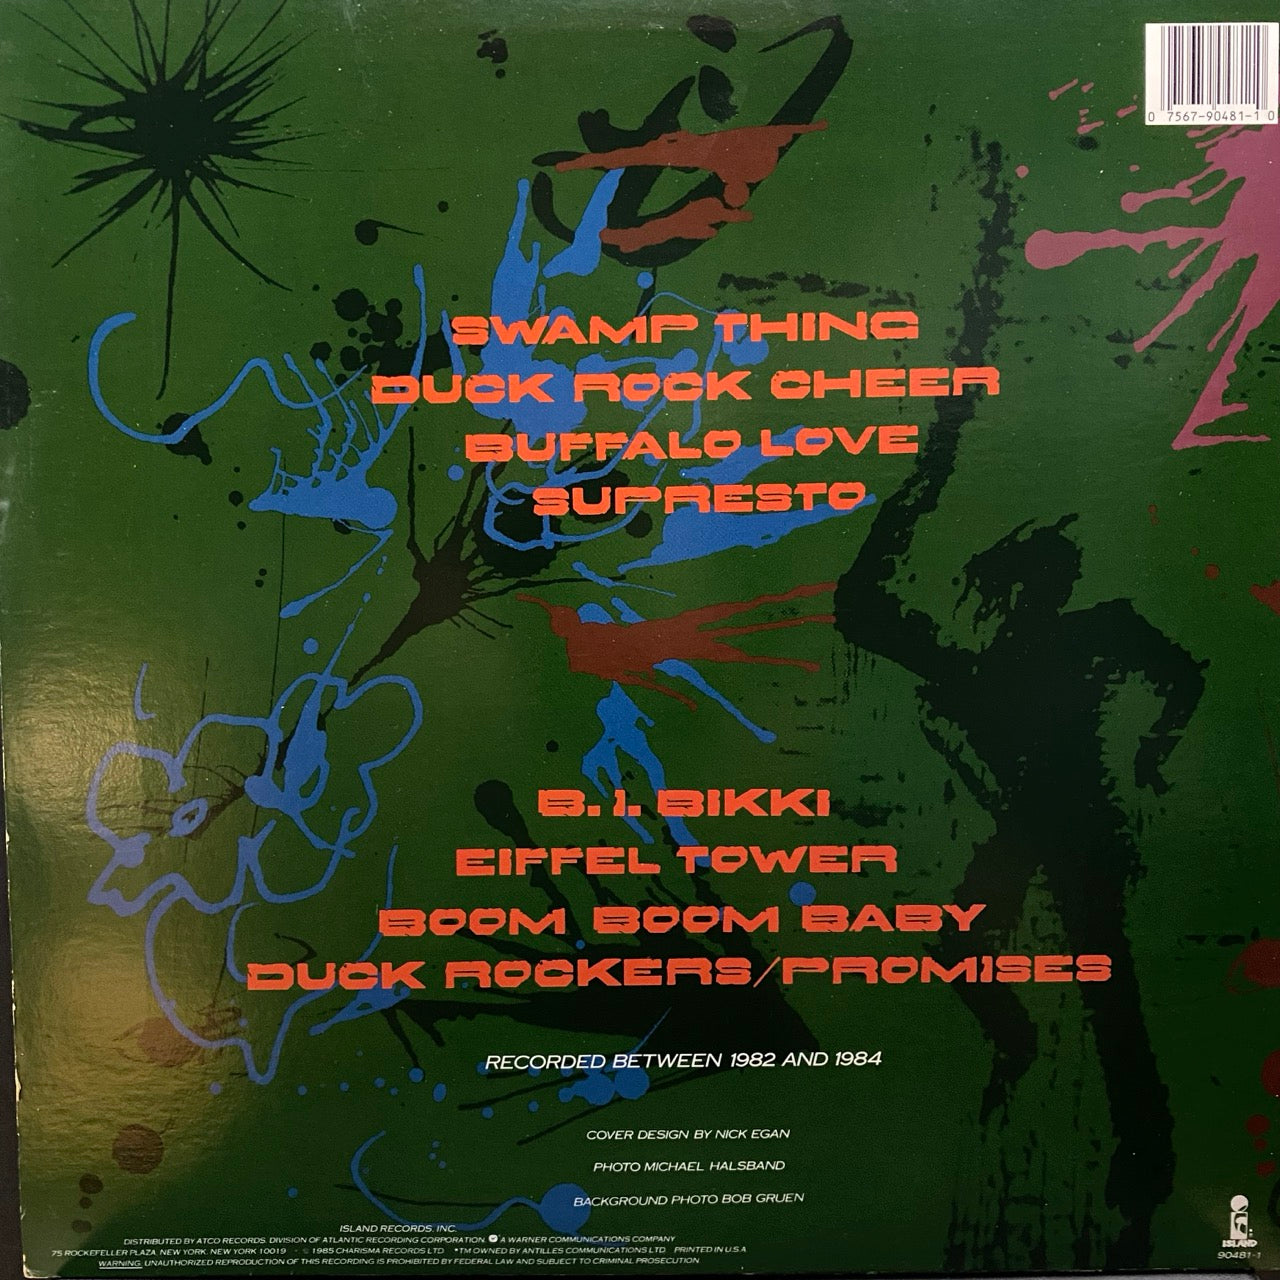 0 7567-90481-1 0
SWAMP THING
DUCK ROCK CHEER
BUFFALO LOVE
SUPRESTO
B.I. BIKKI
EIFFEL TOWER
BOOM BOOM BABY
DUCK ROCKERS/PROMISES
RECORDED BETWEEN 1982 AND 1984
COVER DESIGN BY NICK EGAN
PHOTO MICHAEL HALSBAND
BACKGROUND PHOTO BOB GRUEN
ISLAND RECORDS, INC.
DISTRIBUTED BY ATCO RECORDS, DIVISION OF ATLANTIC RECORDING CORPORATION. A WARNER COMMUNICATIONS COMPANY
75 ROCKEFELLER PLAZA, NEW YORK, NEW YORK 10019 · © 1985 CHARISMA RECORDS LTD. *TM OWNED BY ANTILLES COMMUNICATIONS LTD. PRINTED IN U.S.A.
WARNING: UNAUTHORIZED REPRODUCTION OF THIS RECORDING IS PROHIBITED BY FEDERAL LAW AND SUBJECT TO CRIMINAL PROSECUTION
ISLAND
90481-1